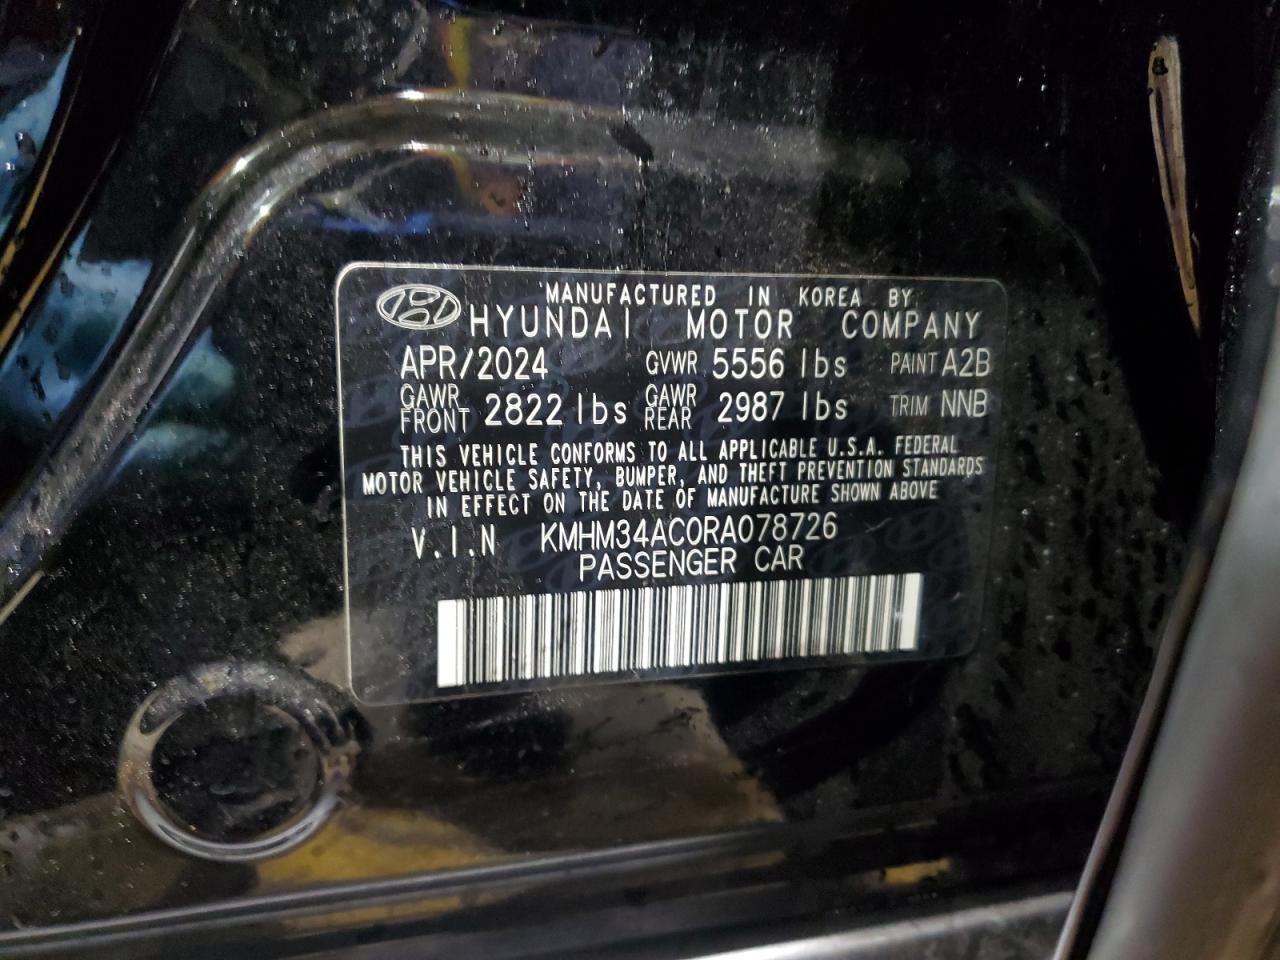 MANUFACTURED IN KOREA BY
HYUNDAI MOTOR COMPANY
APR/2024 GVWR 5556 lbs PAINT A2B
GAWR FRONT 2822 lbs GAWR REAR 2987 lbs TRIM NNB
THIS VEHICLE CONFORMS TO ALL APPLICABLE U.S.A. FEDERAL
MOTOR VEHICLE SAFETY, BUMPER, AND THEFT PREVENTION STANDARDS
IN EFFECT ON THE DATE OF MANUFACTURE SHOWN ABOVE
V.I.N KMHM34AC0RA078726
PASSENGER CAR